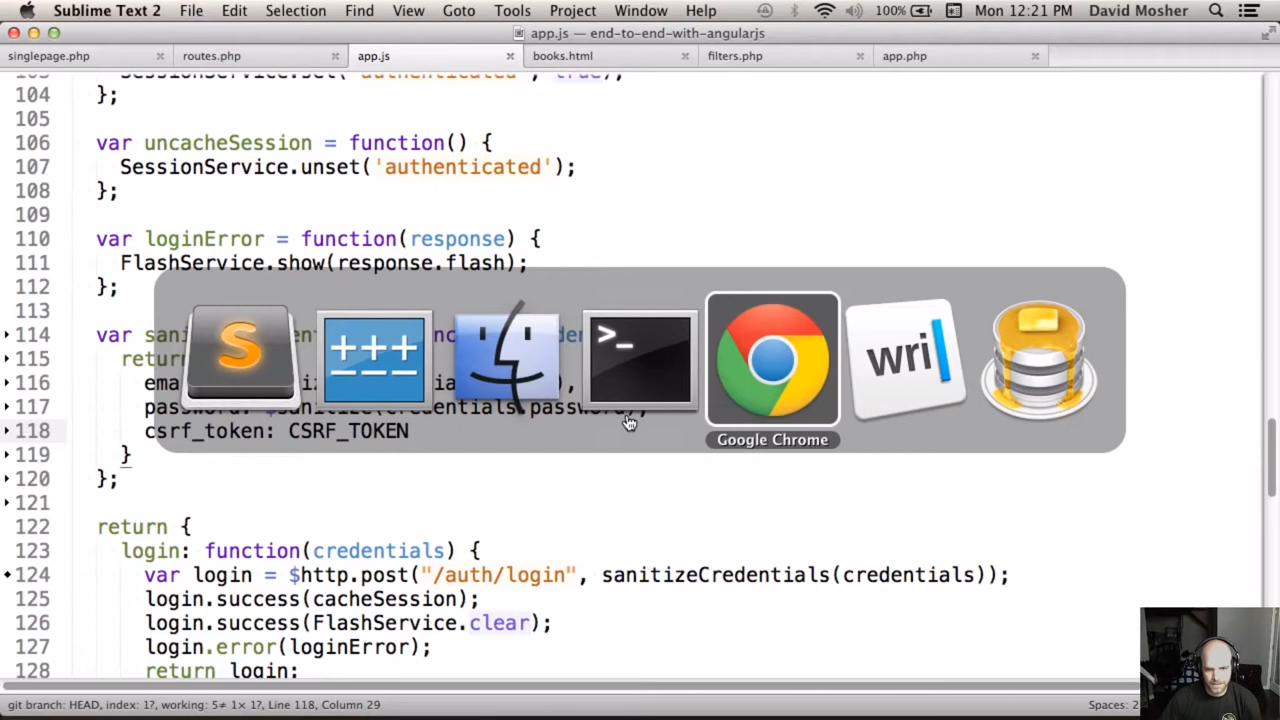 Sublime Text 2 File Edit Selection Find View Goto Tools Project Window Help 100% Mon 12:21 PM David Mosher
app.js — end-to-end-with-angularjs
singlepage.php routes.php app.js books.html filters.php app.php
104 };
105
106 var uncacheSession = function() {
107 SessionService.unset('authenticated');
108 };
109
110 var loginError = function(response) {
111 FlashService.show(response.flash);
112 };
113
114 var
115
116
117 password:
118 csrf_token: CSRF_TOKEN
119 }
120 };
121
122 return {
123 login: function(credentials) {
124 var login = $http.post("/auth/login", sanitizeCredentials(credentials));
125 login.success(cacheSession);
126 login.success(FlashService.clear);
127 login.error(loginError);
128 return login;
S
+++
---
>_
wri
Google Chrome
git branch: HEAD, index: 1?, working: 5≠ 1× 1?, Line 118, Column 29